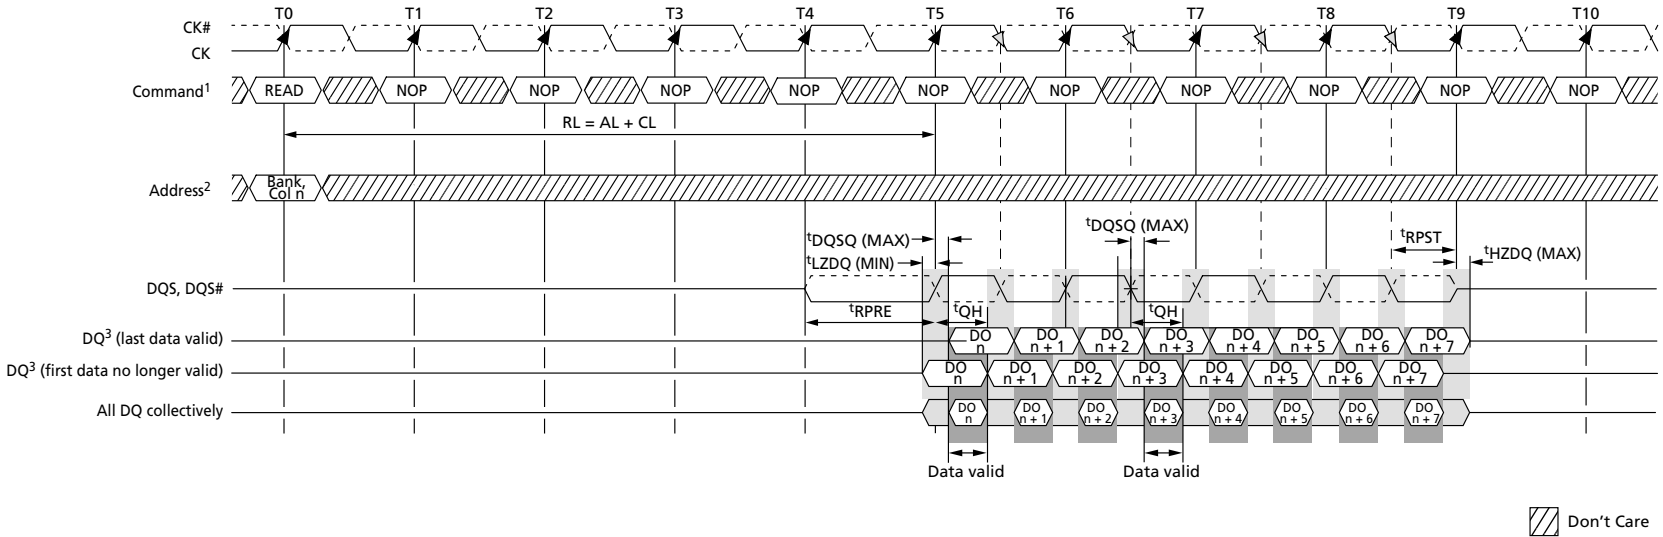 T0 T1 T2 T3 T4 T5 T6 T7 T8 T9 T10
CK#
CK
Command1 READ NOP NOP NOP NOP NOP NOP NOP NOP NOP NOP
RL = AL + CL
Address2 Bank,
Col n
tDQSQ (MAX) tDQSQ (MAX) tRPST
tLZDQ (MIN) tHZDQ (MAX)
DQS, DQS#
tRPRE tQH tQH
DQ3 (last data valid) DO
n DO
n + 1 DO
n + 2 DO
n + 3 DO
n + 4 DO
n + 5 DO
n + 6 DO
n + 7
DQ3 (first data no longer valid) DO
n DO
n + 1 DO
n + 2 DO
n + 3 DO
n + 4 DO
n + 5 DO
n + 6 DO
n + 7
All DQ collectively DO
n DO
n + 1 DO
n + 2 DO
n + 3 DO
n + 4 DO
n + 5 DO
n + 6 DO
n + 7
Data valid Data valid
Don't Care